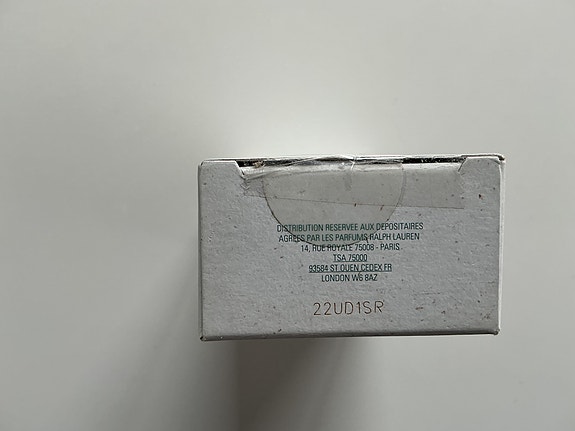 DISTRIBUTION RESERVEE AUX DEPOSITAIRES
AGREES PAR LES PARFUMS RALPH LAUREN
14, RUE ROYALE 75008 - PARIS
TSA 75000
93584 ST OUEN CEDEX FR
LONDON W6 8AZ
22UD1SR